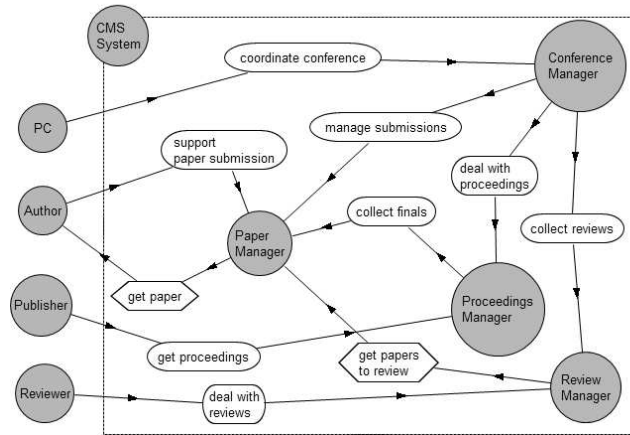 CMS
System
coordinate conference
Conference
Manager
PC
support
paper submission
manage submissions
deal with
proceedings
Author
Paper
Manager
collect finals
collect reviews
get paper
Publisher
Proceedings
Manager
get proceedings
get papers
to review
Reviewer
deal with
reviews
Review
Manager